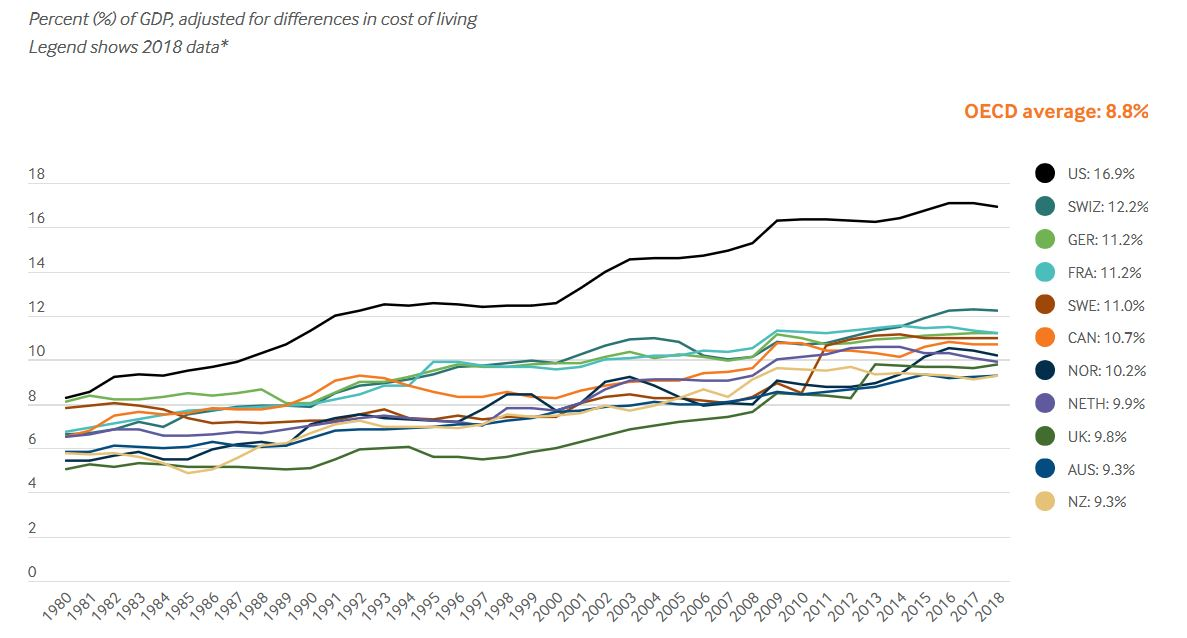 Percent (%) of GDP, adjusted for differences in cost of living
Legend shows 2018 data*
OECD average: 8.8%
18
16
14
12
10
8
6
4
2
0
US: 16.9%
SWIZ: 12.2%
GER: 11.2%
FRA: 11.2%
SWE: 11.0%
CAN: 10.7%
NOR: 10.2%
NETH: 9.9%
UK: 9.8%
AUS: 9.3%
NZ: 9.3%
1980 1981 1982 1983 1984 1985 1986 1987 1988 1989 1990 1991 1992 1993 1994 1995 1996 1997 1998 1999 2000 2001 2002 2003 2004 2005 2006 2007 2008 2009 2010 2011 2012 2013 2014 2015 2016 2017 2018